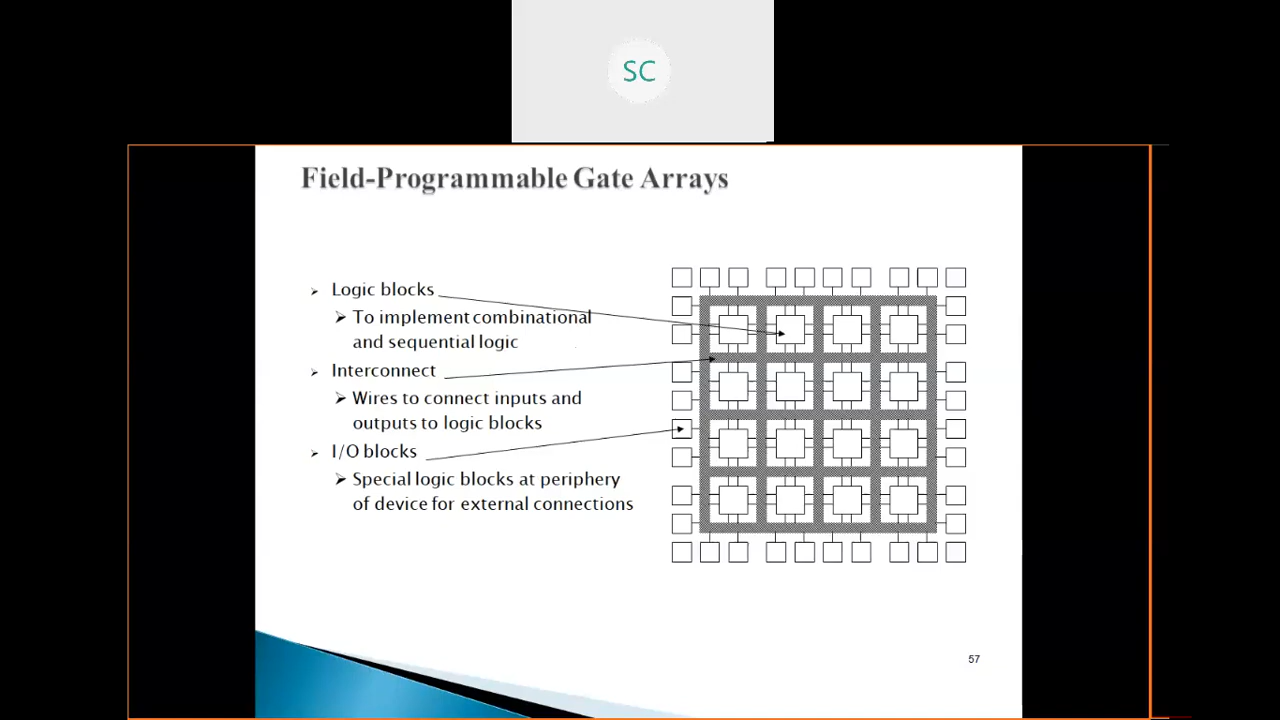 SC
Field-Programmable Gate Arrays
Logic blocks
To implement combinational
and sequential logic
Interconnect
Wires to connect inputs and
outputs to logic blocks
I/O blocks
Special logic blocks at periphery
of device for external connections
57